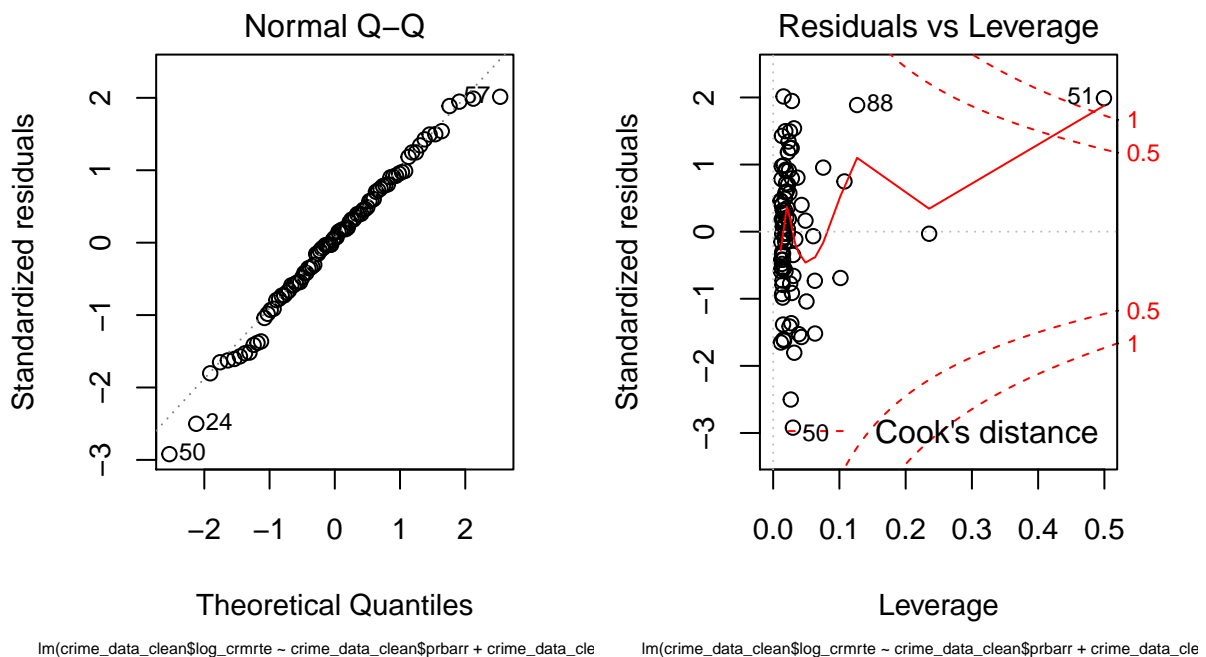 Normal Q−Q
Standardized residuals
2
1
0
−1
−2
−3
57
24
50
−2 −1 0 1 2
Theoretical Quantiles
lm(crime_data_clean$log_crmrte ~ crime_data_clean$prbarr + crime_data_cle
Residuals vs Leverage
Standardized residuals
2
1
0
−1
−2
−3
88
51
1
0.5
0.5
1
50
Cook's distance
0.0 0.1 0.2 0.3 0.4 0.5
Leverage
lm(crime_data_clean$log_crmrte ~ crime_data_clean$prbarr + crime_data_cle